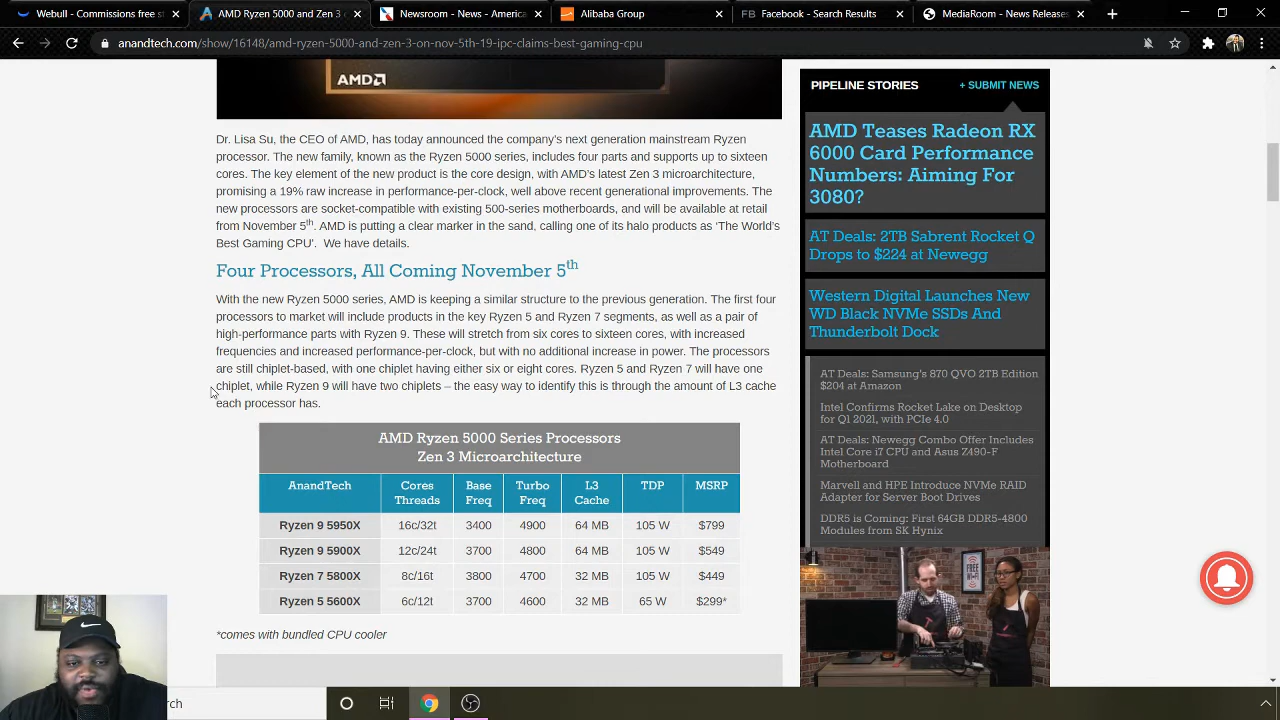 Webull - Commissions free s
AMD Ryzen 5000 and Zen 3
Newsroom - News - America
Alibaba Group
FB
Facebook - Search Results
MediaRoom - News Releases
anandtech.com/show/16148/amd-ryzen-5000-and-zen-3-on-nov-5th-19-ipc-claims-best-gaming-cpu
AMD
Dr. Lisa Su, the CEO of AMD, has today announced the company's next generation mainstream Ryzen
processor. The new family, known as the Ryzen 5000 series, includes four parts and supports up to sixteen
cores. The key element of the new product is the core design, with AMD's latest Zen 3 microarchitecture,
promising a 19% raw increase in performance-per-clock, well above recent generational improvements. The
new processors are socket-compatible with existing 500-series motherboards, and will be available at retail
from November 5th. AMD is putting a clear marker in the sand, calling one of its halo products as ‘The World's
Best Gaming CPU’. We have details.
Four Processors, All Coming November 5th
With the new Ryzen 5000 series, AMD is keeping a similar structure to the previous generation. The first four
processors to market will include products in the key Ryzen 5 and Ryzen 7 segments, as well as a pair of
high-performance parts with Ryzen 9. These will stretch from six cores to sixteen cores, with increased
frequencies and increased performance-per-clock, but with no additional increase in power. The processors
are still chiplet-based, with one chiplet having either six or eight cores. Ryzen 5 and Ryzen 7 will have one
chiplet, while Ryzen 9 will have two chiplets – the easy way to identify this is through the amount of L3 cache
each processor has.
AMD Ryzen 5000 Series Processors
Zen 3 Microarchitecture
AnandTech Cores Threads Base Freq Turbo Freq L3 Cache TDP MSRP
Ryzen 9 5950X 16c/32t 3400 4900 64 MB 105 W $799
Ryzen 9 5900X 12c/24t 3700 4800 64 MB 105 W $549
Ryzen 7 5800X 8c/16t 3800 4700 32 MB 105 W $449
Ryzen 5 5600X 6c/12t 3700 4600 32 MB 65 W $299*
*comes with bundled CPU cooler
PIPELINE STORIES
+ SUBMIT NEWS
AMD Teases Radeon RX
6000 Card Performance
Numbers: Aiming For
3080?
AT Deals: 2TB Sabrent Rocket Q
Drops to $224 at Newegg
Western Digital Launches New
WD Black NVMe SSDs And
Thunderbolt Dock
AT Deals: Samsung's 870 QVO 2TB Edition
$204 at Amazon
Intel Confirms Rocket Lake on Desktop
for Q1 2021, with PCIe 4.0
AT Deals: Newegg Combo Offer Includes
Intel Core i7 CPU and Asus Z490-F
Motherboard
Marvell and HPE Introduce NVMe RAID
Adapter for Server Boot Drives
DDR5 is Coming: First 64GB DDR5-4800
Modules from SK Hynix
FREE
WI-FI
rch